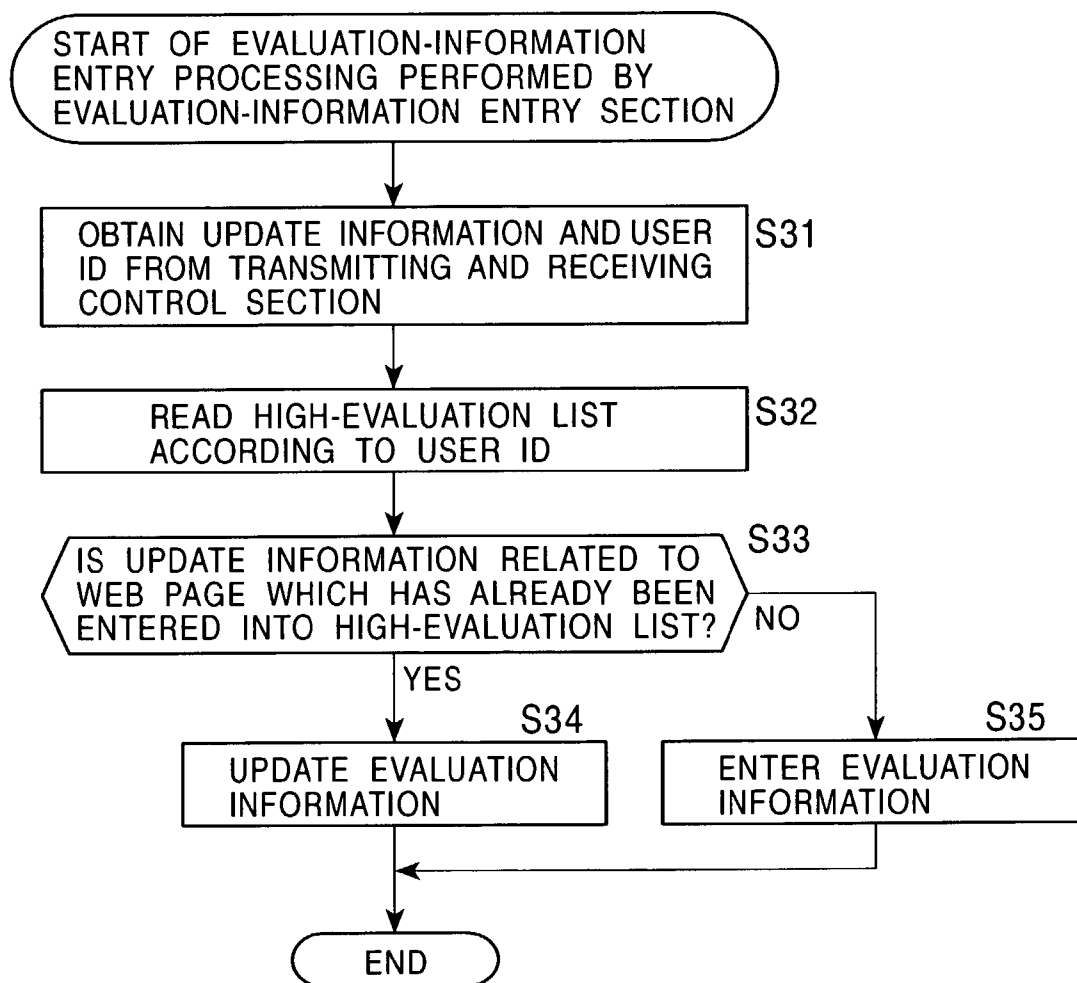 START OF EVALUATION-INFORMATION
ENTRY PROCESSING PERFORMED BY
EVALUATION-INFORMATION ENTRY SECTION
OBTAIN UPDATE INFORMATION AND USER
ID FROM TRANSMITTING AND RECEIVING
CONTROL SECTION
S31
READ HIGH-EVALUATION LIST
ACCORDING TO USER ID
S32
IS UPDATE INFORMATION RELATED TO
WEB PAGE WHICH HAS ALREADY BEEN
ENTERED INTO HIGH-EVALUATION LIST?
S33
NO
YES
S34
UPDATE EVALUATION
INFORMATION
S35
ENTER EVALUATION
INFORMATION
END